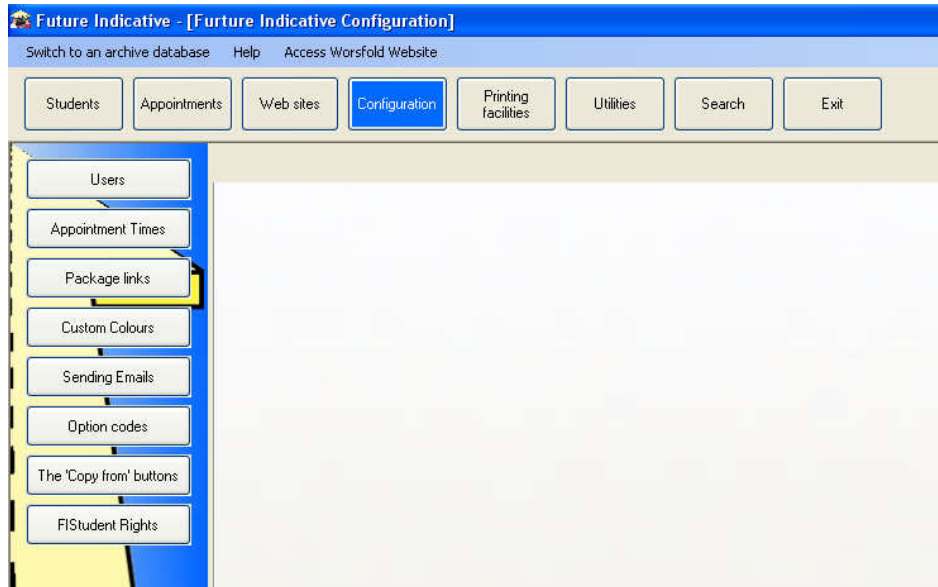 Future Indicative - [Furture Indicative Configuration]
Switch to an archive database Help Access Worsfold Website
Students Appointments Web sites Configuration Printing facilities Utilities Search Exit
Users
Appointment Times
Package links
Custom Colours
Sending Emails
Option codes
The 'Copy from' buttons
FIStudent Rights